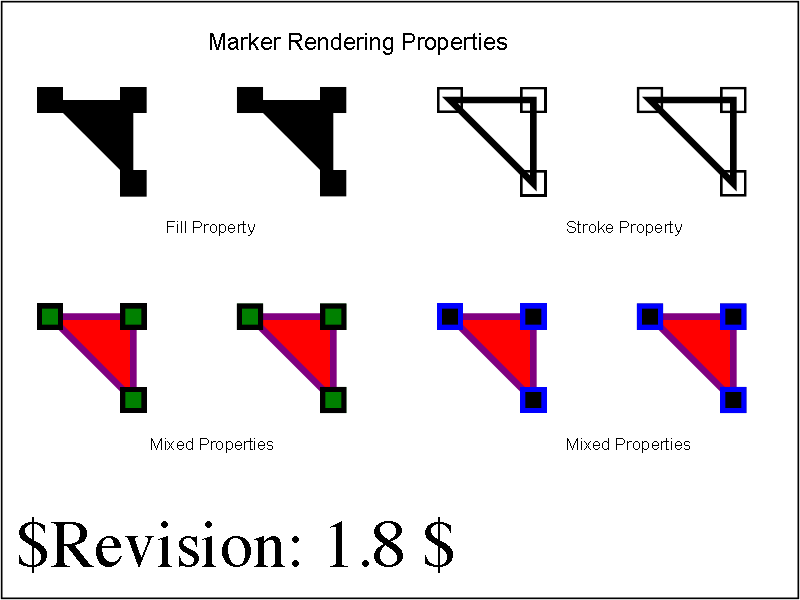 Marker Rendering Properties
Fill Property
Stroke Property
Mixed Properties
Mixed Properties
$Revision: 1.8 $